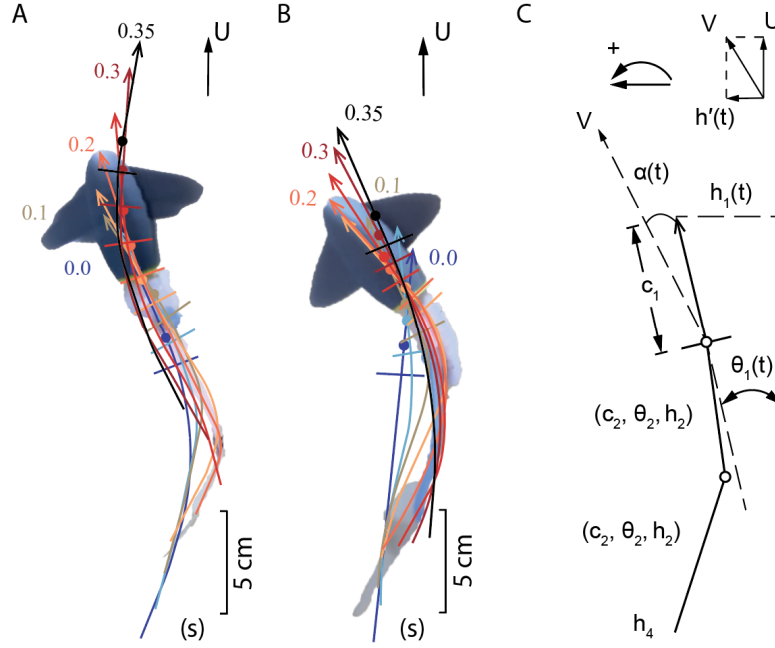 A
0.35
U
0.3
0.2
0.1
0.0
5 cm
(s)
B
U
0.35
0.3
0.1
0.2
0.0
5 cm
(s)
C
V
U
+
h′(t)
V
α(t)
h₁(t)
c₁
θ₁(t)
(c₂, θ₂, h₂)
(c₂, θ₂, h₂)
h₄